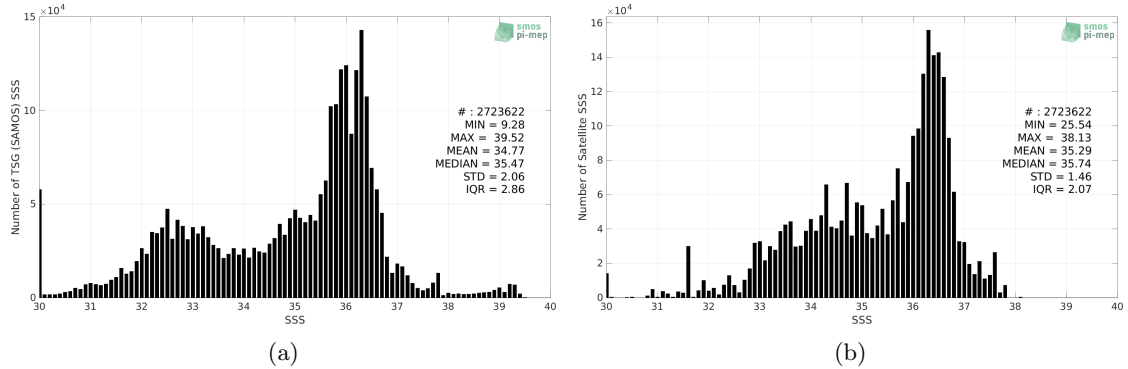 ×10⁴
15
10
5
0
30 31 32 33 34 35 36 37 38 39 40
SSS
Number of TSG (SAMOS) SSS
smos
pi-mep
# : 2723622
MIN = 9.28
MAX = 39.52
MEAN = 34.77
MEDIAN = 35.47
STD = 2.06
IQR = 2.86
(a)
×10⁴
16
14
12
10
8
6
4
2
0
30 31 32 33 34 35 36 37 38 39 40
SSS
Number of Satellite SSS
smos
pi-mep
# : 2723622
MIN = 25.54
MAX = 38.13
MEAN = 35.29
MEDIAN = 35.74
STD = 1.46
IQR = 2.07
(b)